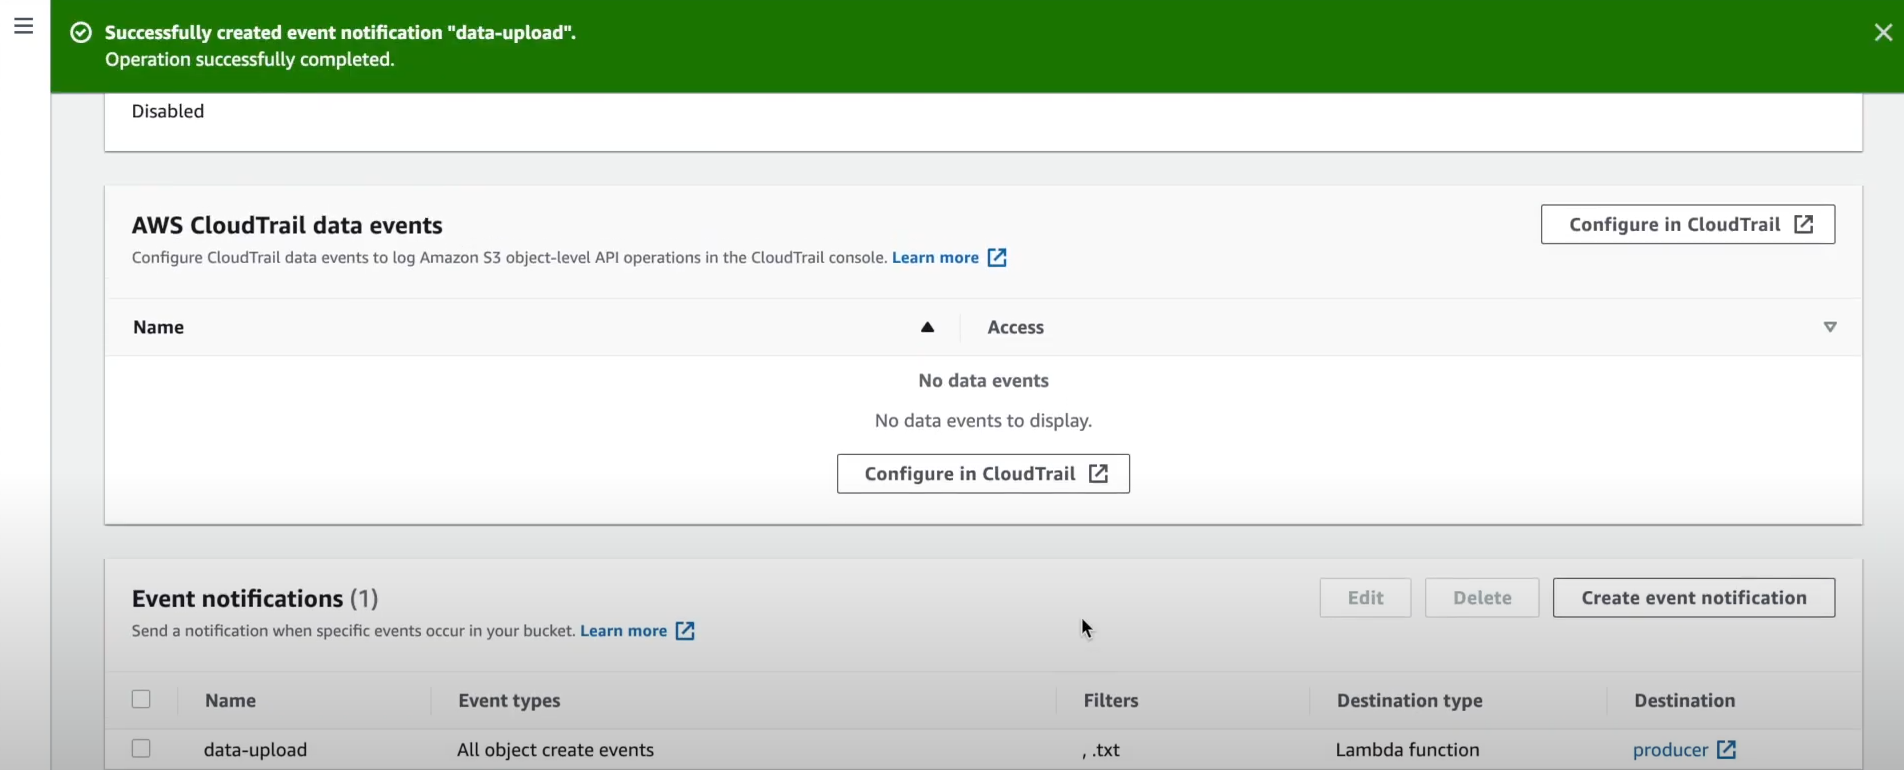 Successfully created event notification "data-upload".
Operation successfully completed.
Disabled
AWS CloudTrail data events
Configure in CloudTrail
Configure CloudTrail data events to log Amazon S3 object-level API operations in the CloudTrail console. Learn more
Name Access
No data events
No data events to display.
Configure in CloudTrail
Event notifications (1)
Edit Delete Create event notification
Send a notification when specific events occur in your bucket. Learn more
Name Event types Filters Destination type Destination
data-upload All object create events , .txt Lambda function producer